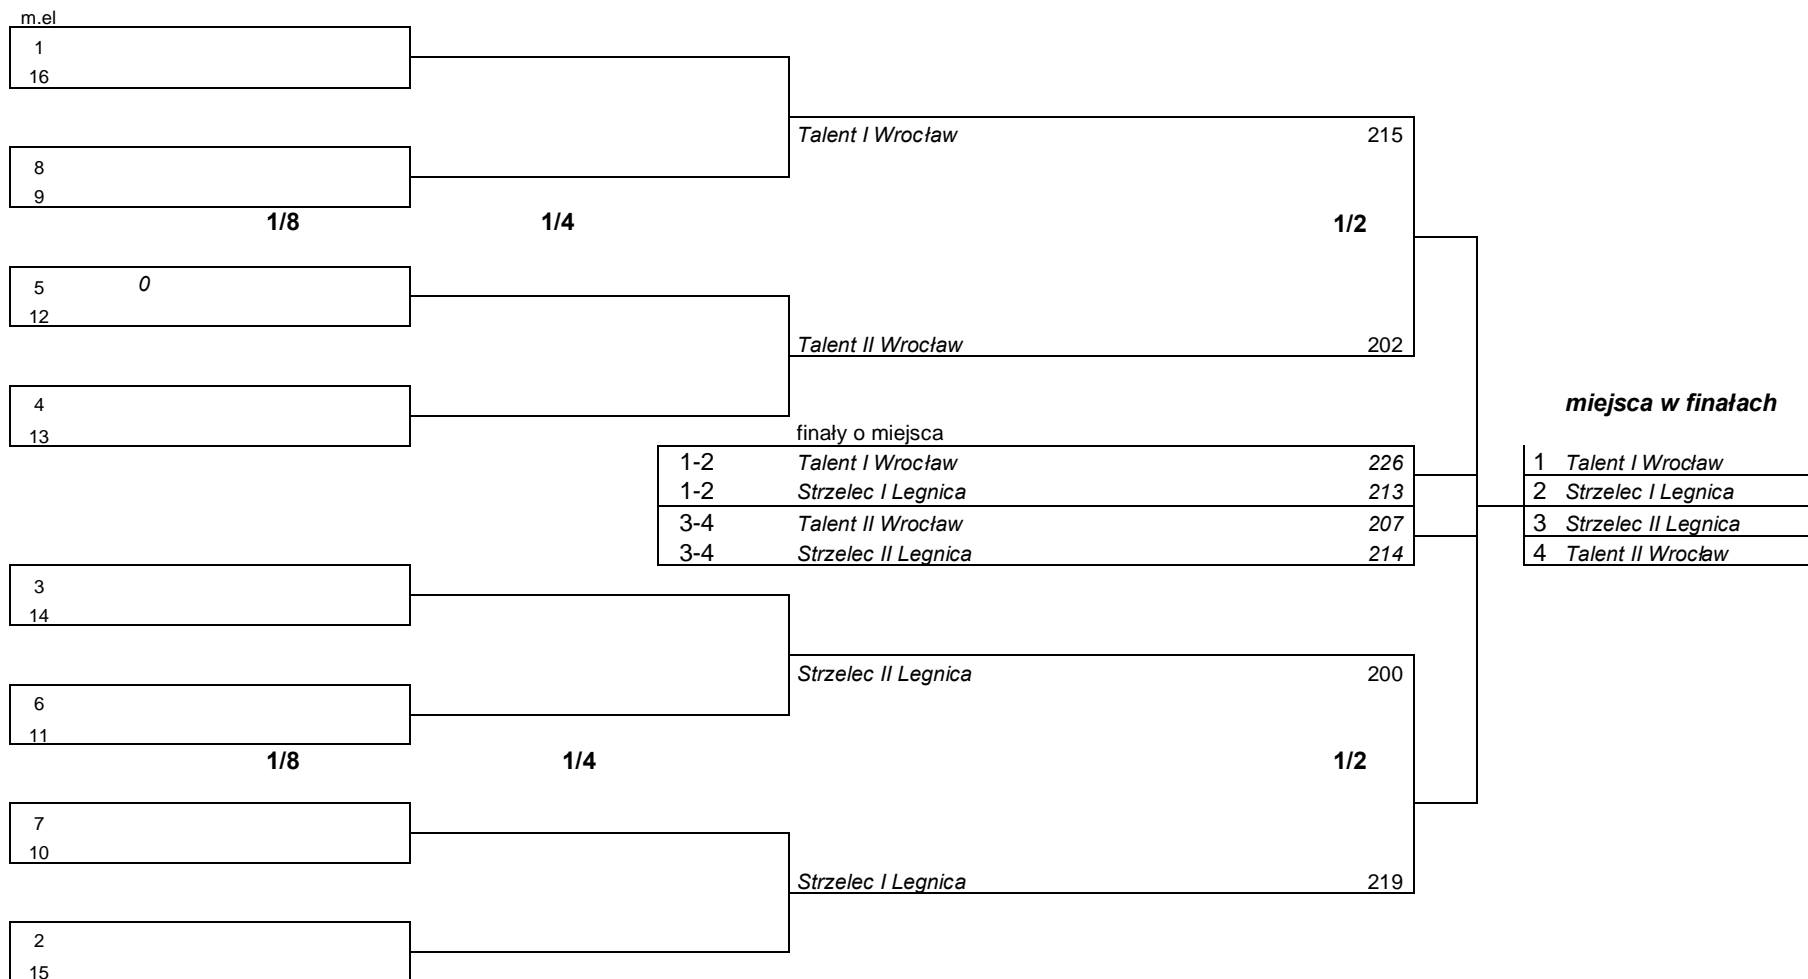 m.el
1
16
Talent I Wrocław 215
8
9
1/8 1/4 1/2
5 0
12
Talent II Wrocław 202
4
13
miejsca w finałach
finały o miejsca
1-2 Talent I Wrocław 226 1 Talent I Wrocław
1-2 Strzelec I Legnica 213 2 Strzelec I Legnica
3-4 Talent II Wrocław 207 3 Strzelec II Legnica
3-4 Strzelec II Legnica 214 4 Talent II Wrocław
3
14
Strzelec II Legnica 200
6
11
1/8 1/4 1/2
7
10
Strzelec I Legnica 219
2
15